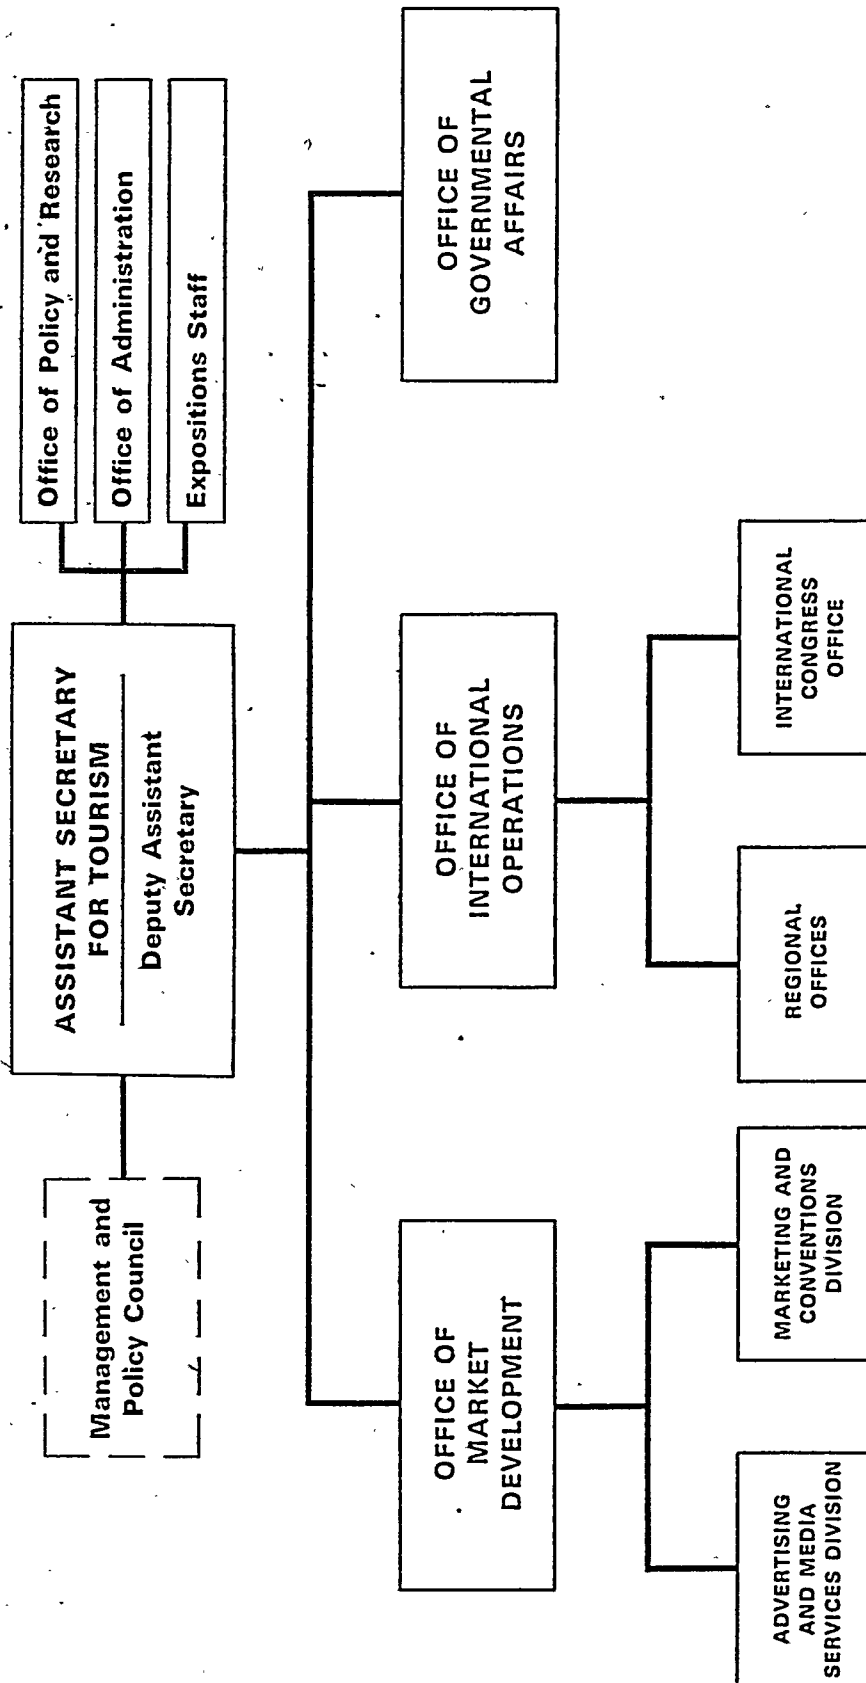 Management and
Policy Council
ASSISTANT SECRETARY
FOR TOURISM
Deputy Assistant
Secretary
Office of Policy and Research
Office of Administration
Expositions Staff
OFFICE OF
MARKET
DEVELOPMENT
OFFICE OF
INTERNATIONAL
OPERATIONS
OFFICE OF
GOVERNMENTAL
AFFAIRS
ADVERTISING
AND MEDIA
SERVICES DIVISION
MARKETING AND
CONVENTIONS
DIVISION
REGIONAL
OFFICES
INTERNATIONAL
CONGRESS
OFFICE